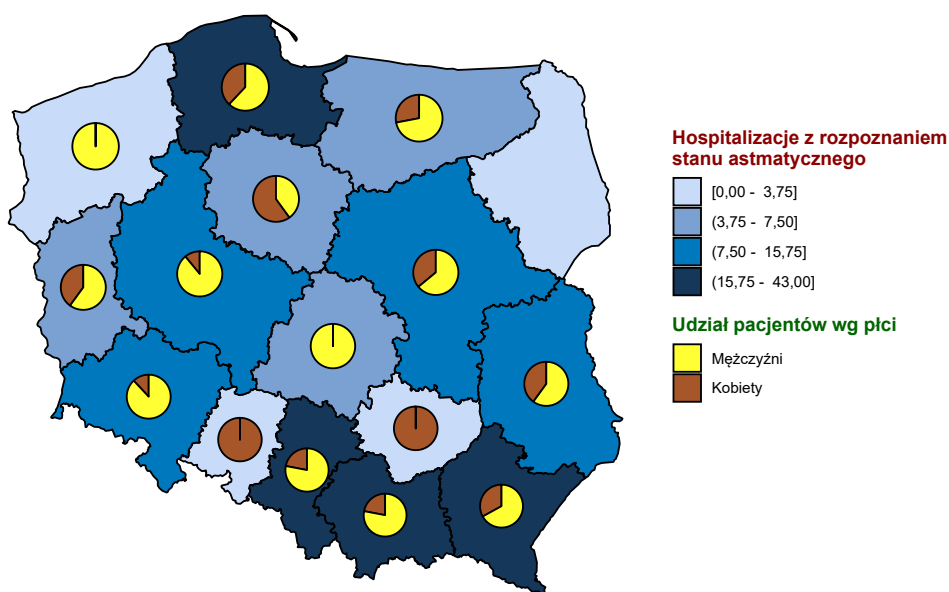 Hospitalizacje z rozpoznaniem
stanu astmatycznego
[0,00 - 3,75]
(3,75 - 7,50]
(7,50 - 15,75]
(15,75 - 43,00]
Udział pacjentów wg płci
Mężczyźni
Kobiety